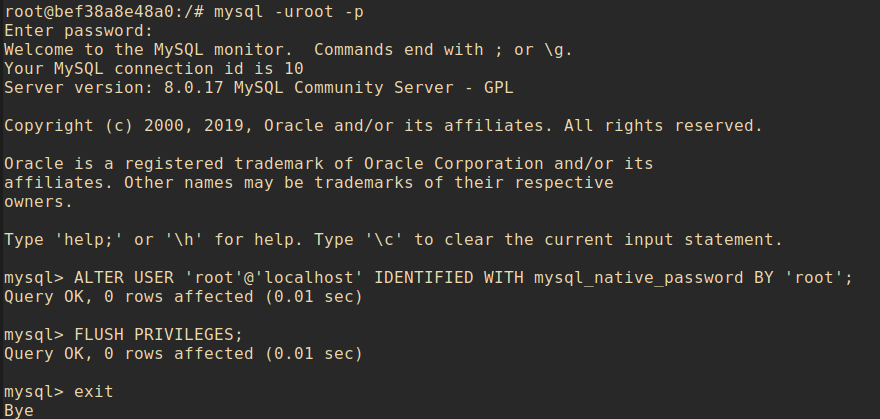 root@bef38a8e48a0:/# mysql -uroot -p
Enter password:
Welcome to the MySQL monitor.  Commands end with ; or \g.
Your MySQL connection id is 10
Server version: 8.0.17 MySQL Community Server - GPL
Copyright (c) 2000, 2019, Oracle and/or its affiliates. All rights reserved.
Oracle is a registered trademark of Oracle Corporation and/or its
affiliates. Other names may be trademarks of their respective
owners.
Type 'help;' or '\h' for help. Type '\c' to clear the current input statement.
mysql> ALTER USER 'root'@'localhost' IDENTIFIED WITH mysql_native_password BY 'root';
Query OK, 0 rows affected (0.01 sec)
mysql> FLUSH PRIVILEGES;
Query OK, 0 rows affected (0.01 sec)
mysql> exit
Bye